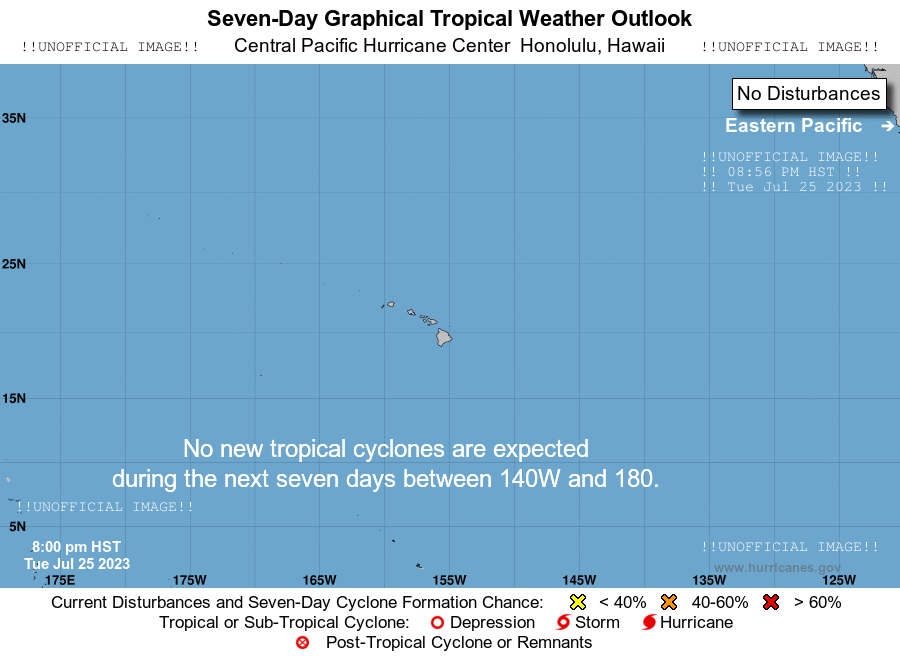 Seven-Day Graphical Tropical Weather Outlook
!!UNOFFICIAL IMAGE!! Central Pacific Hurricane Center Honolulu, Hawaii !!UNOFFICIAL IMAGE!!
No Disturbances
35N
Eastern Pacific
!!UNOFFICIAL IMAGE!!
!! 08:56 PM HST !!
!! Tue Jul 25 2023 !!
25N
15N
No new tropical cyclones are expected
during the next seven days between 140W and 180.
!!UNOFFICIAL IMAGE!!
5N
8:00 pm HST
Tue Jul 25 2023
!!UNOFFICIAL IMAGE!!
www.hurricanes.gov
175E 175W 165W 155W 145W 135W 125W
Current Disturbances and Seven-Day Cyclone Formation Chance: < 40% 40-60% > 60%
Tropical or Sub-Tropical Cyclone: Depression Storm Hurricane
Post-Tropical Cyclone or Remnants